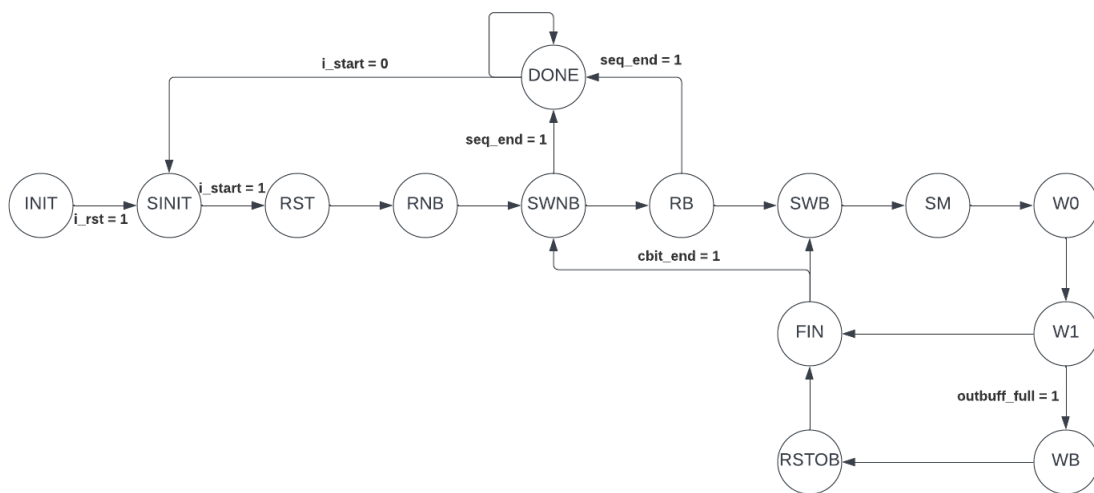 i_start = 0
DONE
seq_end = 1
seq_end = 1
INIT
i_rst = 1
SINIT
i_start = 1
RST
RNB
SWNB
RB
SWB
SM
W0
cbit_end = 1
FIN
W1
outbuff_full = 1
RSTOB
WB